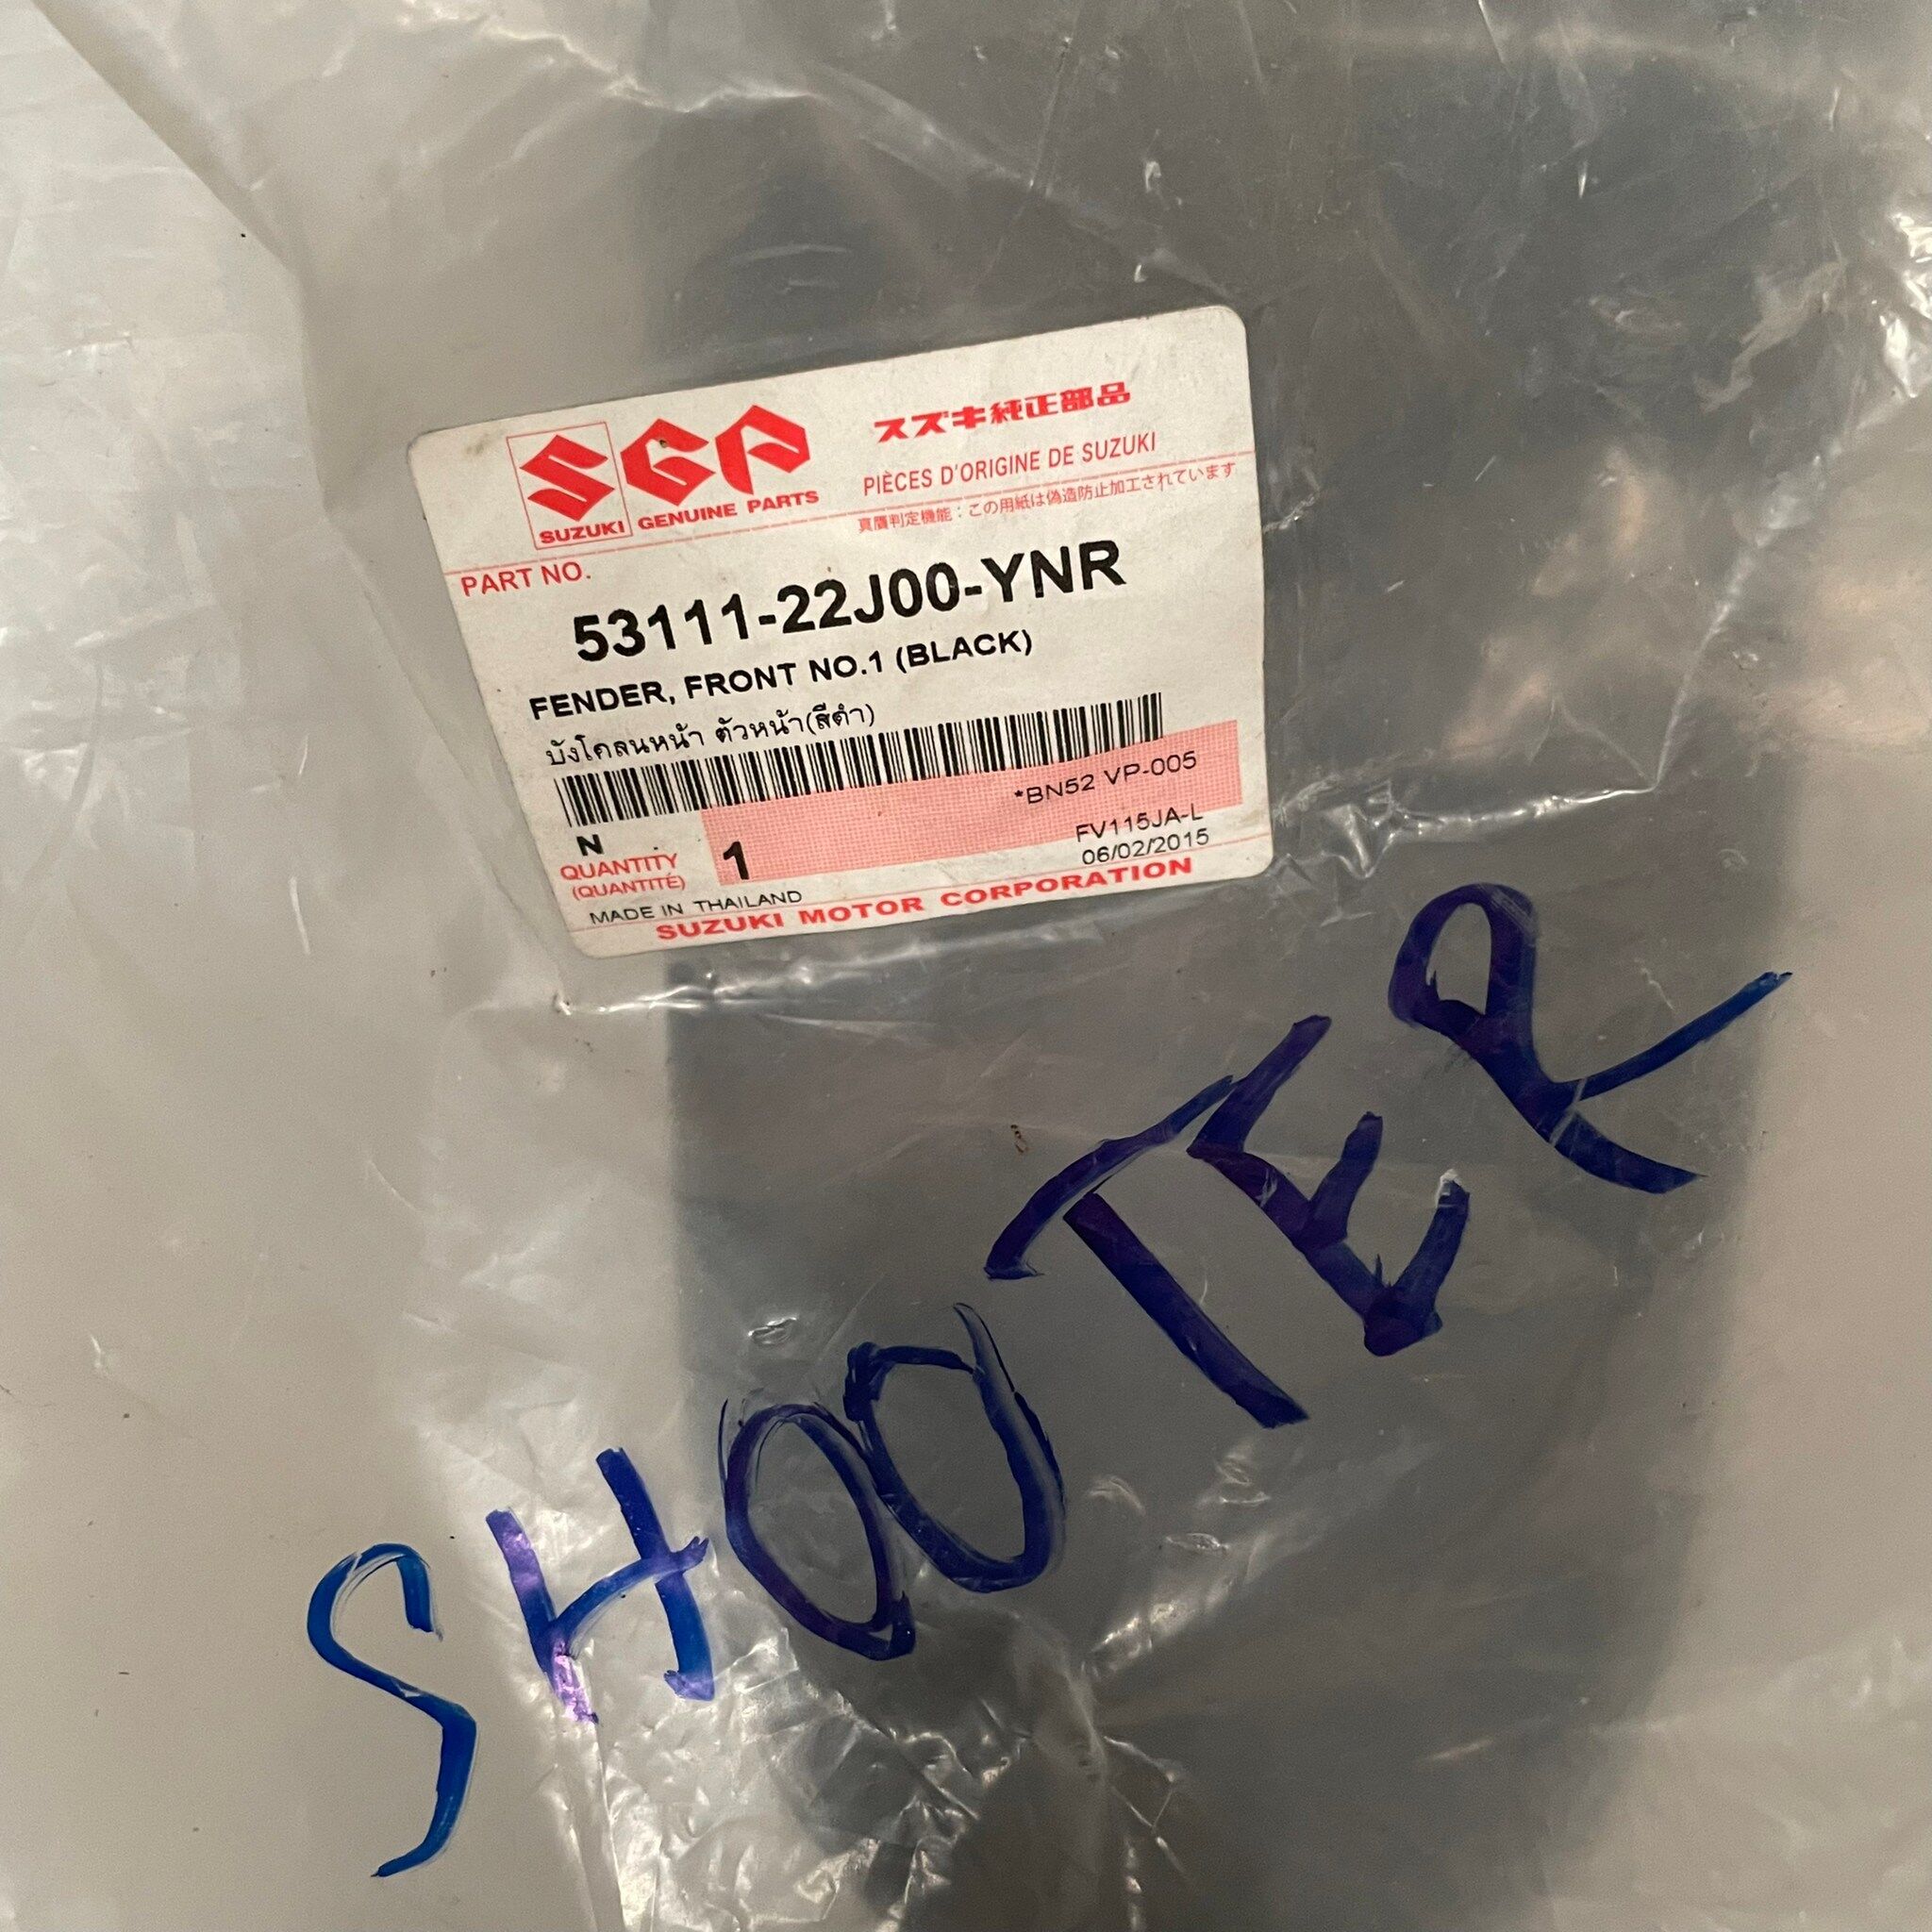 SGP
SUZUKI GENUINE PARTS
スズキ純正部品
PIÈCES D'ORIGINE DE SUZUKI
真贋判定機能：この用紙は偽造防止加工されています
PART NO.
53111-22J00-YNR
FENDER, FRONT NO.1 (BLACK)
บังโคลนหน้า ตัวหน้า(สีดำ)
*BN52 VP-005
N
QUANTITY
(QUANTITÉ)
1
FV115JA-L
06/02/2015
MADE IN THAILAND
SUZUKI MOTOR CORPORATION
SHOOTER